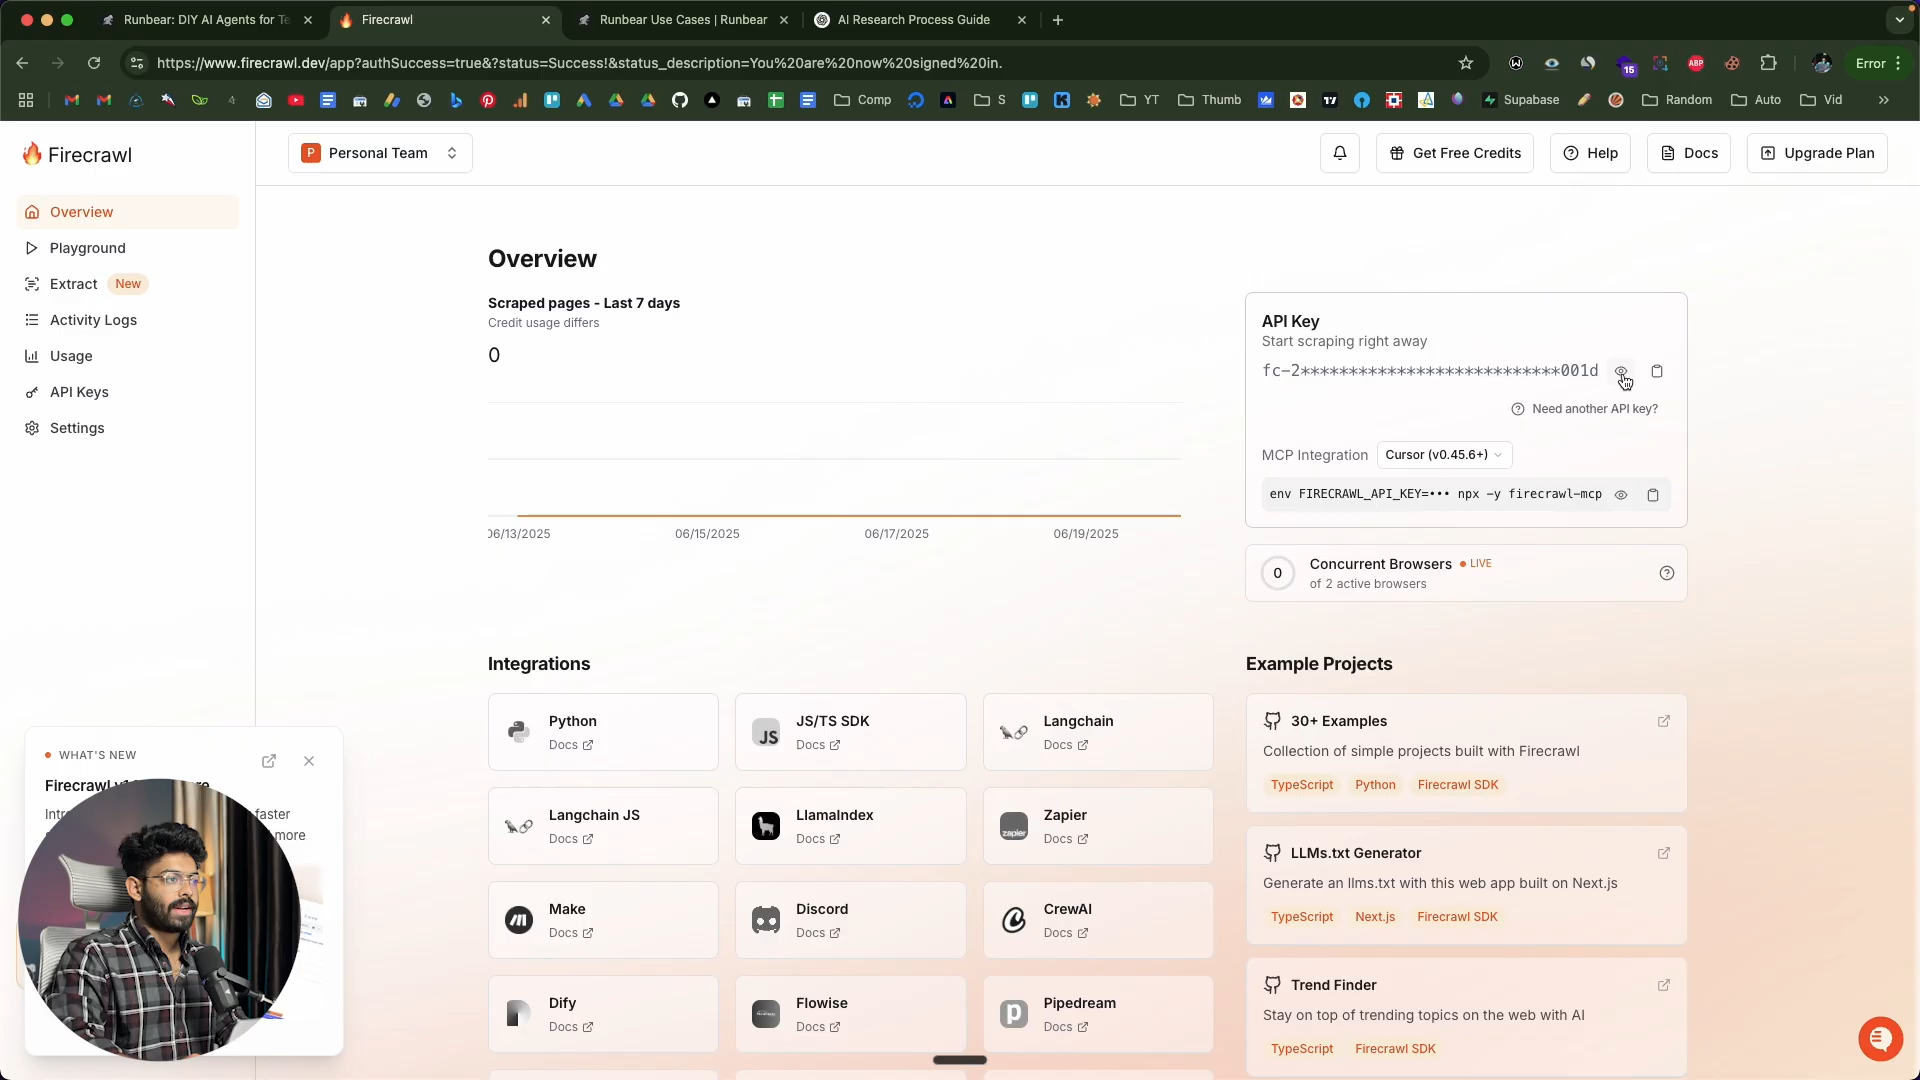 Runbear: DIY AI Agents for Te
Firecrawl
Runbear Use Cases | Runbear
AI Research Process Guide
https://www.firecrawl.dev/app?authSuccess=true&?status=Success!&status_description=You%20are%20now%20signed%20in.
15
ABP
Error
Comp
S
YT
Thumb
Supabase
Random
Auto
Vid
Firecrawl
P
Personal Team
Get Free Credits
Help
Docs
Upgrade Plan
Overview
Playground
Extract
New
Activity Logs
Usage
API Keys
Settings
Overview
Scraped pages - Last 7 days
Credit usage differs
0
06/13/2025
06/15/2025
06/17/2025
06/19/2025
API Key
Start scraping right away
fc-2***************************001d
Need another API key?
MCP Integration
Cursor (v0.45.6+)
env FIRECRAWL_API_KEY=••• npx -y firecrawl-mcp
0
Concurrent Browsers
LIVE
of 2 active browsers
Integrations
Python
Docs
JS
JS/TS SDK
Docs
Langchain
Docs
Langchain JS
Docs
LlamaIndex
Docs
zapier
Zapier
Docs
Make
Docs
Discord
Docs
CrewAI
Docs
Dify
Docs
Flowise
Docs
Pipedream
Docs
Example Projects
30+ Examples
Collection of simple projects built with Firecrawl
TypeScript
Python
Firecrawl SDK
LLMs.txt Generator
Generate an llms.txt with this web app built on Next.js
TypeScript
Next.js
Firecrawl SDK
Trend Finder
Stay on top of trending topics on the web with AI
TypeScript
Firecrawl SDK
WHAT'S NEW
Firecrawl
faster
more